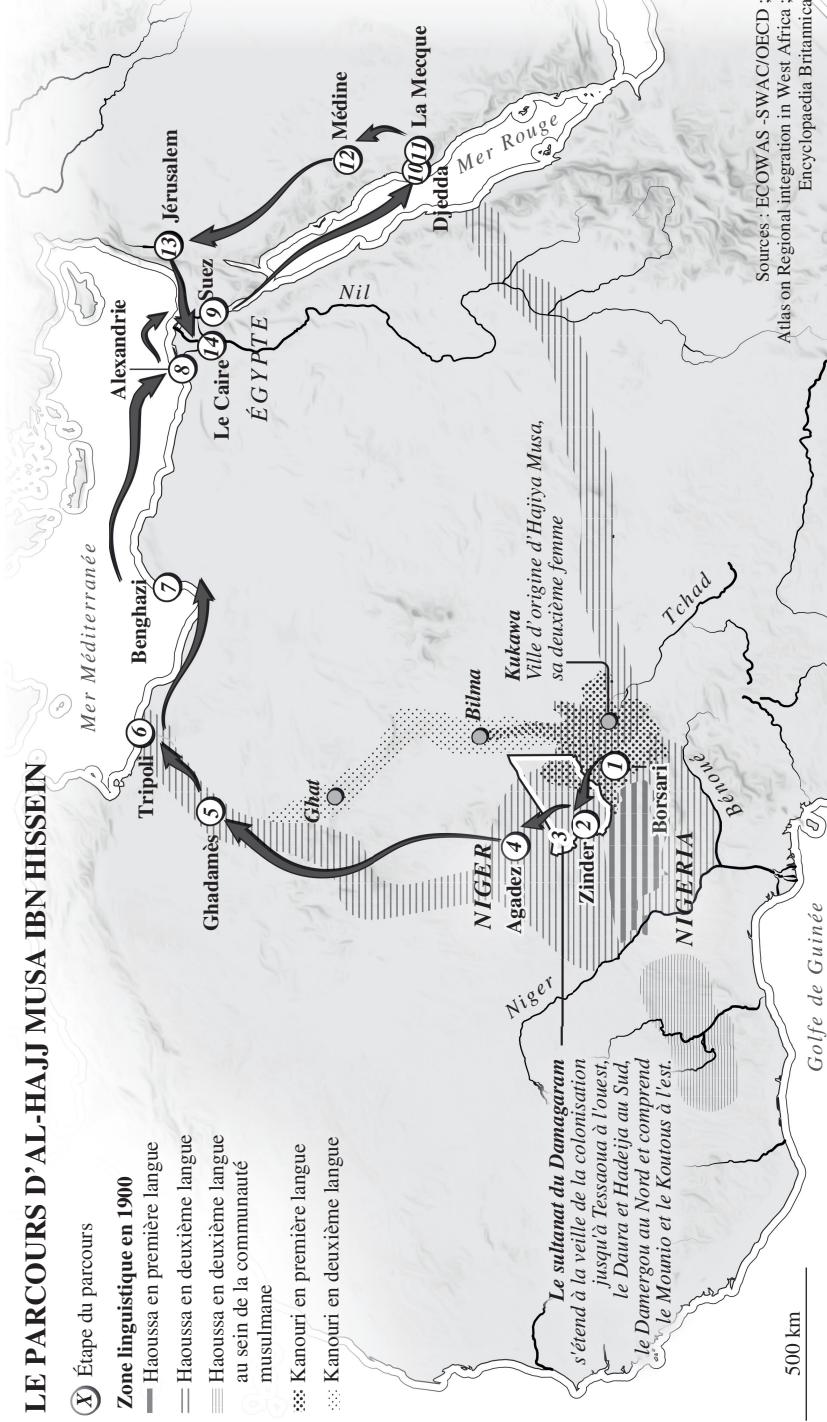 LE PARCOURS D'AL-HAJJ MUSA IBN HISSEIN
X Étape du parcours
Zone linguistique en 1900
Haoussa en première langue
Haoussa en deuxième langue
Haoussa en deuxième langue
au sein de la communauté
musulmane
Kanouri en première langue
Kanouri en deuxième langue
Le sultanat du Damagaram
s'étend à la veille de la colonisation
jusqu'à Tessaoua à l'ouest,
le Daura et Hadeija au Sud,
le Damergou au Nord et comprend
le Mounio et le Koutous à l'est.
500 km
Mer Méditerranée
Tripoli
6
Benghazi
7
Alexandrie
8
Jérusalem
13
Ghadamès
5
Le Caire
14
Suez
9
ÉGYPTE
Nil
Médine
12
La Mecque
11
10
Djedda
Mer Rouge
Ghat
Bilma
NIGER
Agadez
4
3
Zinder
2
1
Borsari
Kukawa
Ville d'origine d'Hajiya Musa,
sa deuxième femme
NIGERIA
Niger
Bénoué
Tchad
Golfe de Guinée
Sources : ECOWAS -SWAC/OECD ;
Atlas on Regional integration in West Africa ;
Encyclopaedia Britannica